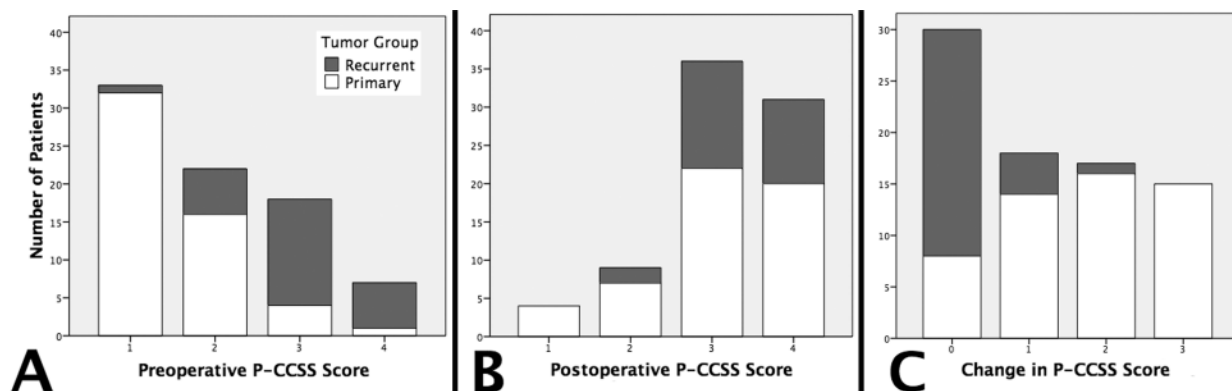 Number of Patients
40
35
30
25
20
15
10
5
0
Tumor Group
Recurrent
Primary
1 2 3 4
A
Preoperative P-CCSS Score
40
35
30
25
20
15
10
5
0
1 2 3 4
B
Postoperative P-CCSS Score
30
25
20
15
10
5
0
0 1 2 3
C
Change in P-CCSS Score